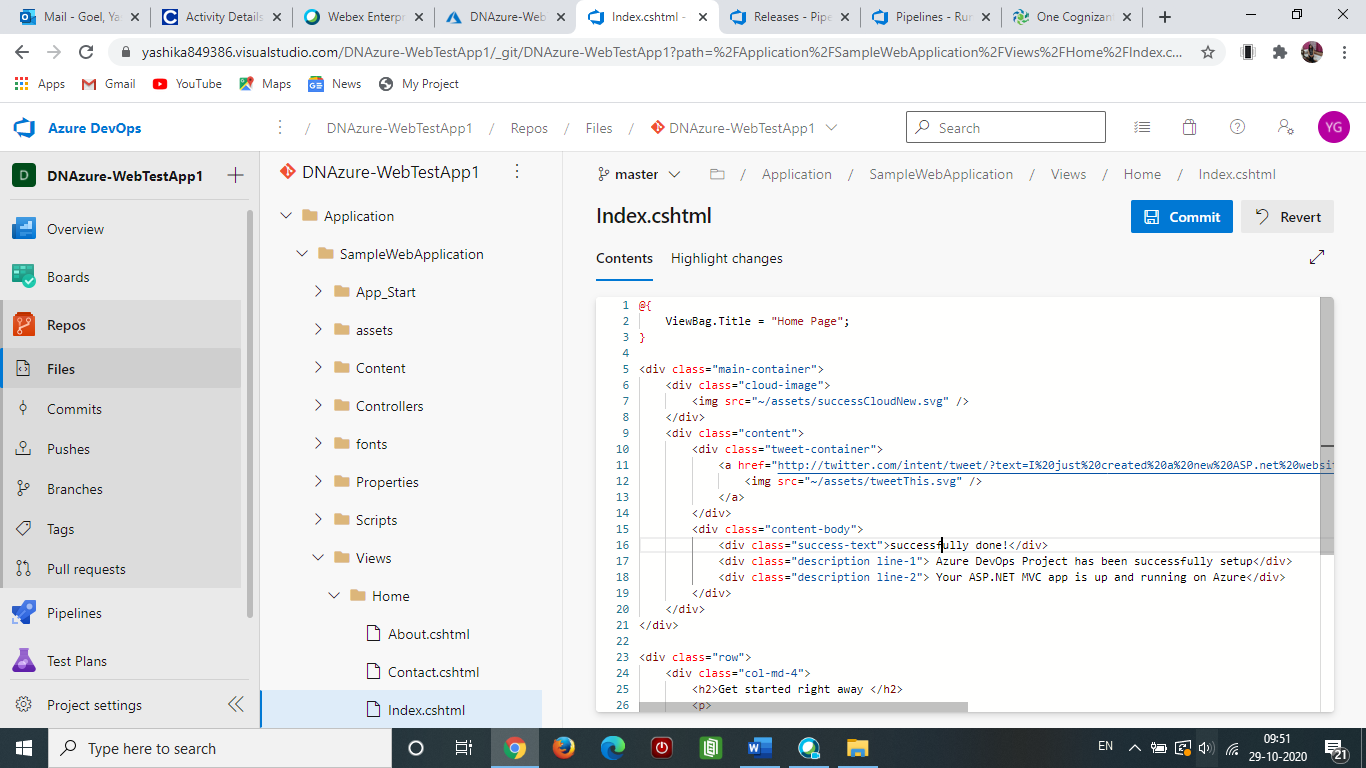 Mail - Goel, Ya
Activity Details
Webex Enterpr
DNAzure-Web
Index.cshtml -
Releases - Pipe
Pipelines - Run
One Cognizant
yashika849386.visualstudio.com/DNAzure-WebTestApp1/_git/DNAzure-WebTestApp1?path=%2FApplication%2FSampleWebApplication%2FViews%2FHome%2FIndex.c...
Apps
Gmail
YouTube
Maps
News
My Project
Azure DevOps
/ DNAzure-WebTestApp1 / Repos / Files / DNAzure-WebTestApp1
Search
YG
D
DNAzure-WebTestApp1
Overview
Boards
Repos
Files
Commits
Pushes
Branches
Tags
Pull requests
Pipelines
Test Plans
Project settings
DNAzure-WebTestApp1
Application
SampleWebApplication
App_Start
assets
Content
Controllers
fonts
Properties
Scripts
Views
Home
About.cshtml
Contact.cshtml
Index.cshtml
master / Application / SampleWebApplication / Views / Home / Index.cshtml
Index.cshtml
Commit
Revert
Contents
Highlight changes
1 @{
2 ViewBag.Title = "Home Page";
3 }
4
5 <div class="main-container">
6 <div class="cloud-image">
7 <img src="~/assets/successCloudNew.svg" />
8 </div>
9 <div class="content">
10 <div class="tweet-container">
11 <a href="http://twitter.com/intent/tweet/?text=I%20just%20created%20a%20new%20ASP.net%20websi
12 <img src="~/assets/tweetThis.svg" />
13 </a>
14 </div>
15 <div class="content-body">
16 <div class="success-text">successfully done!</div>
17 <div class="description line-1"> Azure DevOps Project has been successfully setup</div>
18 <div class="description line-2"> Your ASP.NET MVC app is up and running on Azure</div>
19 </div>
20 </div>
21 </div>
22
23 <div class="row">
24 <div class="col-md-4">
25 <h2>Get started right away </h2>
26 <p>
Type here to search
EN
09:51
29-10-2020
21